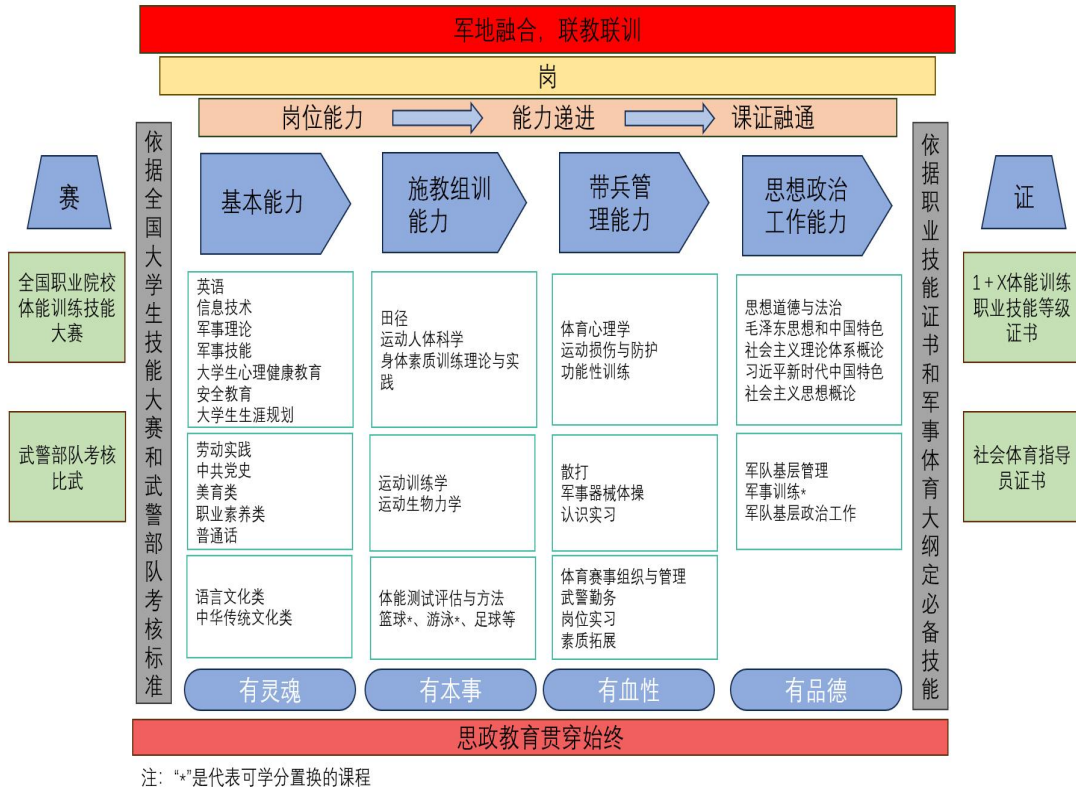 军地融合，联教联训
岗
岗位能力
能力递进
课证融通
赛
全国职业院校
体能训练技能
大赛
武警部队考核
比武
依据全国大学生技能大赛和武警部队考核标准
基本能力
英语
信息技术
军事理论
军事技能
大学生心理健康教育
安全教育
大学生生涯规划
劳动实践
中共党史
美育类
职业素养类
普通话
语言文化类
中华传统文化类
有灵魂
施教组训
能力
田径
运动人体科学
身体素质训练理论与实
践
运动训练学
运动生物力学
体能测试评估与方法
篮球*、游泳*、足球等
有本事
带兵管
理能力
体育心理学
运动损伤与防护
功能性训练
散打
军事器械体操
认识实习
体育赛事组织与管理
武警勤务
岗位实习
素质拓展
有血性
思想政治
工作能力
思想道德与法治
毛泽东思想和中国特色
社会主义理论体系概论
习近平新时代中国特色
社会主义思想概论
军队基层管理
军事训练*
军队基层政治工作
有品德
依据职业技能证书和军事体育大纲定必备技能
证
1+X体能训练
职业技能等级
证书
社会体育指导
员证书
思政教育贯穿始终
注：“*”是代表可学分置换的课程